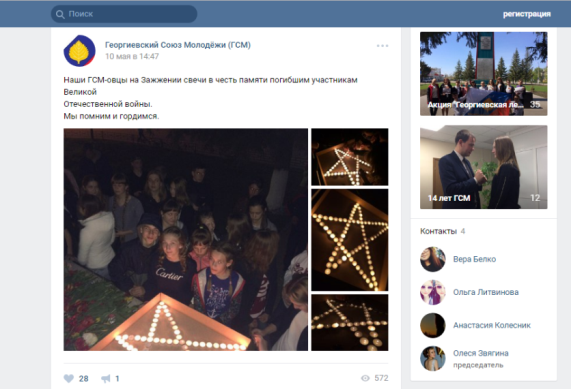 Поиск
регистрация
Георгиевский Союз Молодёжи (ГСМ)
10 мая в 14:47
Наши ГСМ-овцы на Зажжении свечи в честь памяти погибшим участникам
Великой
Отечественной войны.
Мы помним и гордимся.
Cartier
28
1
572
Акция "Георгиевская ле...
35
14 лет ГСМ
12
Контакты 4
Вера Белко
Ольга Литвинова
Анастасия Колесник
Олеся Звягина
председатель